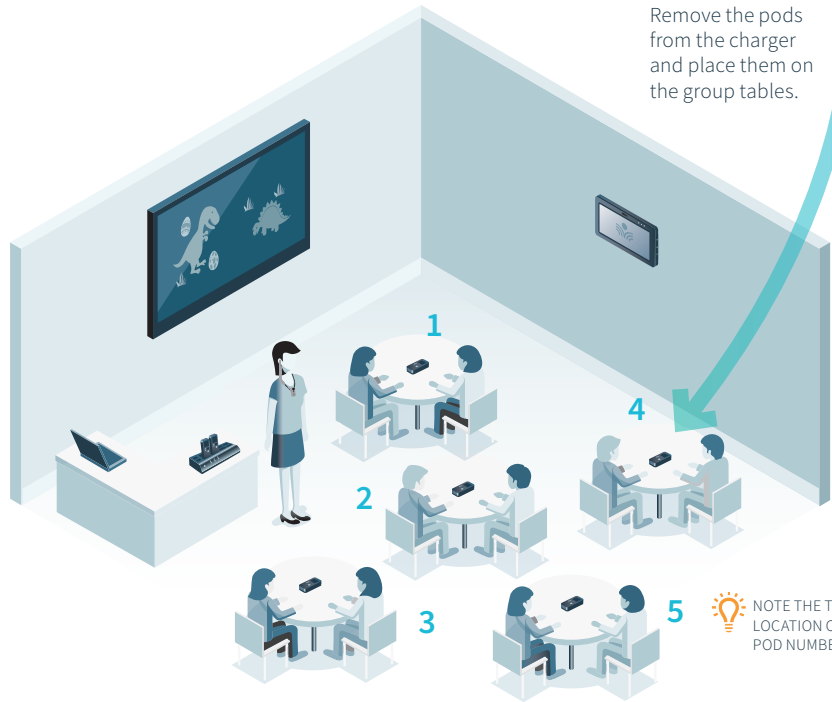 Remove the pods
from the charger
and place them on
the group tables.
1
4
2
3
5
NOTE THE
LOCATION
POD